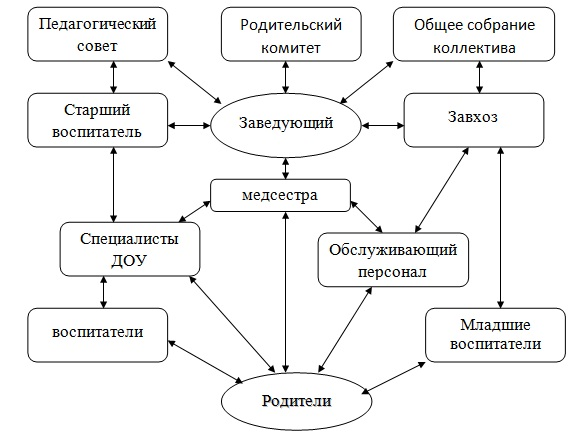 Педагогический
совет
Родительский
комитет
Общее собрание
коллектива
Старший
воспитатель
Заведующий
Завхоз
медсестра
Специалисты
ДОУ
Обслуживающий
персонал
воспитатели
Младшие
воспитатели
Родители